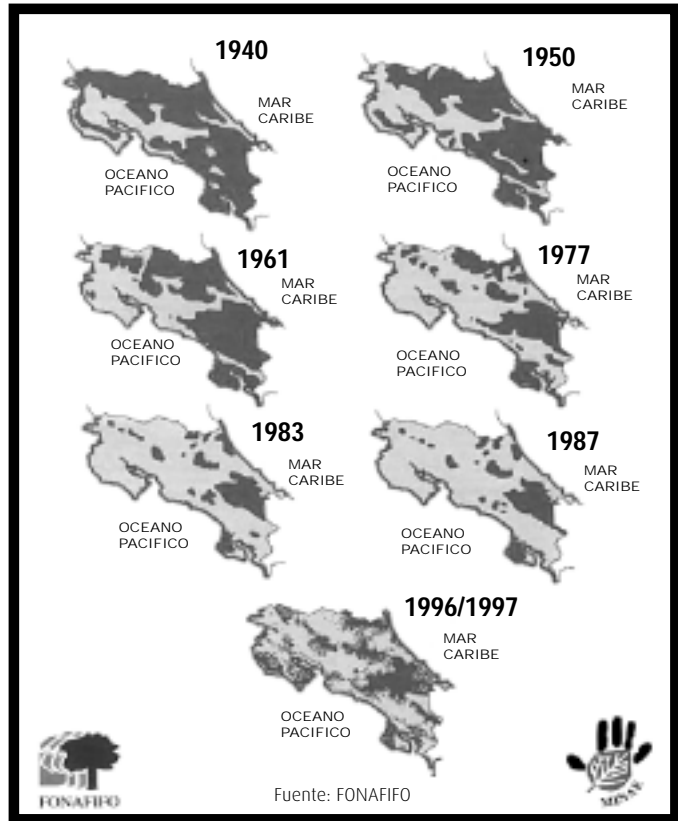 1940
MAR
CARIBE
OCEANO
PACIFICO
1950
MAR
CARIBE
OCEANO
PACIFICO
1961
MAR
CARIBE
OCEANO
PACIFICO
1977
MAR
CARIBE
OCEANO
PACIFICO
1983
MAR
CARIBE
OCEANO
PACIFICO
1987
MAR
CARIBE
OCEANO
PACIFICO
1996/1997
MAR
CARIBE
OCEANO
PACIFICO
FONAFIFO
Fuente: FONAFIFO
MINAE